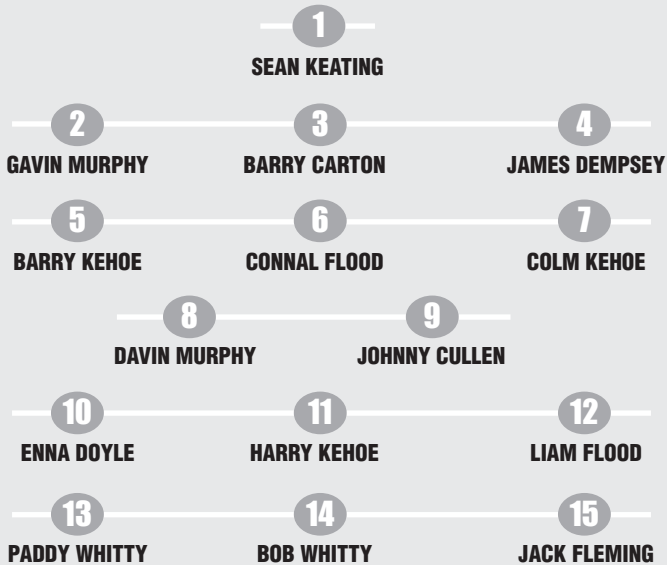 1
SEAN KEATING
2 3 4
GAVIN MURPHY BARRY CARTON JAMES DEMPSEY
5 6 7
BARRY KEHOE CONNAL FLOOD COLM KEHOE
8 9
DAVIN MURPHY JOHNNY CULLEN
10 11 12
ENNA DOYLE HARRY KEHOE LIAM FLOOD
13 14 15
PADDY WHITTY BOB WHITTY JACK FLEMING